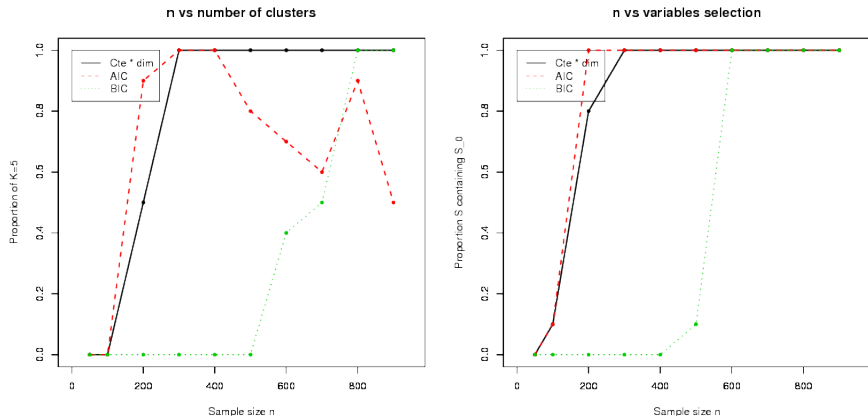 n vs number of clusters
Proportion of K=5
1.0
0.8
0.6
0.4
0.2
0.0
Cte * dim
AIC
BIC
0
200
400
600
800
Sample size n
n vs variables selection
Proportion S containing S_0
1.0
0.8
0.6
0.4
0.2
0.0
Cte * dim
AIC
BIC
0
200
400
600
800
Sample size n